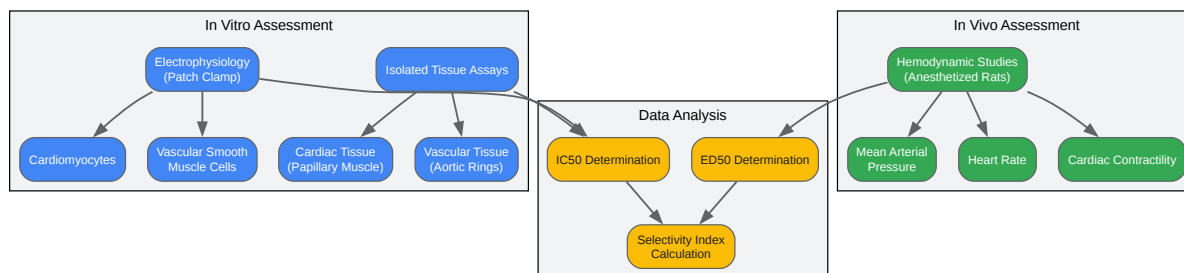 In Vitro Assessment
Electrophysiology
(Patch Clamp)
Isolated Tissue Assays
Cardiomyocytes
Vascular Smooth
Muscle Cells
Cardiac Tissue
(Papillary Muscle)
Vascular Tissue
(Aortic Rings)
Data Analysis
IC50 Determination
ED50 Determination
Selectivity Index
Calculation
In Vivo Assessment
Hemodynamic Studies
(Anesthetized Rats)
Mean Arterial
Pressure
Heart Rate
Cardiac Contractility